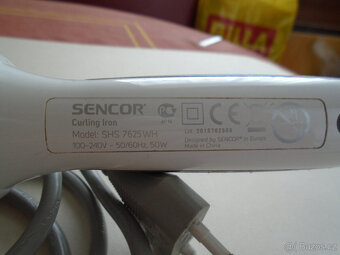 BILLA
SENCOR
Curling Iron
Model: SHS 7625WH
100-240V ~ 50/60Hz, 50W
Designed by SENCOR® in Europe
Made in China